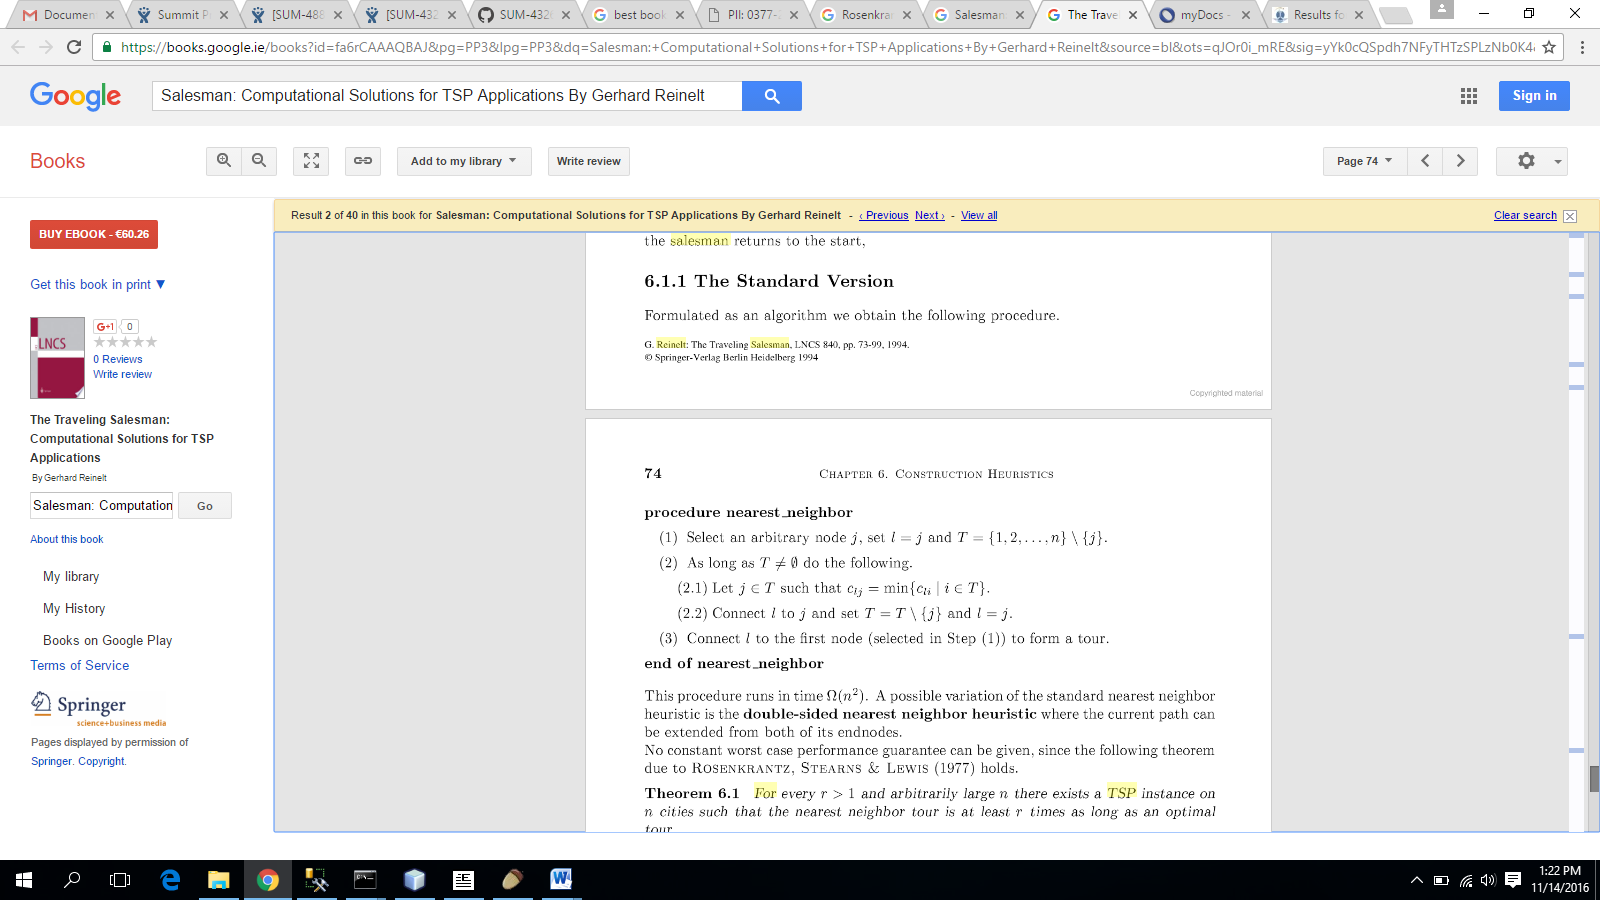 Documen
Summit P
[SUM-488
[SUM-432
SUM-432
best book
PII: 0377-
Rosenkra
Salesman
The Trave
myDocs -
Results fo
https://books.google.ie/books?id=fa6rCAAAQBAJ&pg=PP3&lpg=PP3&dq=Salesman:+Computational+Solutions+for+TSP+Applications+By+Gerhard+Reinelt&source=bl&ots=qJOr0i_mRE&sig=yYk0cQSpdh7NFyTHTzSPLzNb0K4
Google
Salesman: Computational Solutions for TSP Applications By Gerhard Reinelt
Sign in
Books
Add to my library
Write review
Page 74
Result 2 of 40 in this book for Salesman: Computational Solutions for TSP Applications By Gerhard Reinelt - ‹ Previous Next › - View all
Clear search
BUY EBOOK - €60.26
Get this book in print ▼
LNCS
G+1 0
0 Reviews
Write review
The Traveling Salesman:
Computational Solutions for TSP
Applications
By Gerhard Reinelt
Salesman: Computation
Go
About this book
My library
My History
Books on Google Play
Terms of Service
Springer
science+business media
Pages displayed by permission of
Springer. Copyright.
the salesman returns to the start,
6.1.1 The Standard Version
Formulated as an algorithm we obtain the following procedure.
G. Reinelt: The Traveling Salesman, LNCS 840, pp. 73-99, 1994.
© Springer-Verlag Berlin Heidelberg 1994
Copyrighted material
74 CHAPTER 6. CONSTRUCTION HEURISTICS
procedure nearest_neighbor
(1) Select an arbitrary node j, set l = j and T = {1, 2, . . . , n} \ {j}.
(2) As long as T ≠ ∅ do the following.
(2.1) Let j ∈ T such that c_lj = min{c_li | i ∈ T}.
(2.2) Connect l to j and set T = T \ {j} and l = j.
(3) Connect l to the first node (selected in Step (1)) to form a tour.
end of nearest_neighbor
This procedure runs in time Ω(n²). A possible variation of the standard nearest neighbor
heuristic is the double-sided nearest neighbor heuristic where the current path can
be extended from both of its endnodes.
No constant worst case performance guarantee can be given, since the following theorem
due to ROSENKRANTZ, STEARNS & LEWIS (1977) holds.
Theorem 6.1 For every r > 1 and arbitrarily large n there exists a TSP instance on
n cities such that the nearest neighbor tour is at least r times as long as an optimal
tour
1:22 PM
11/14/2016